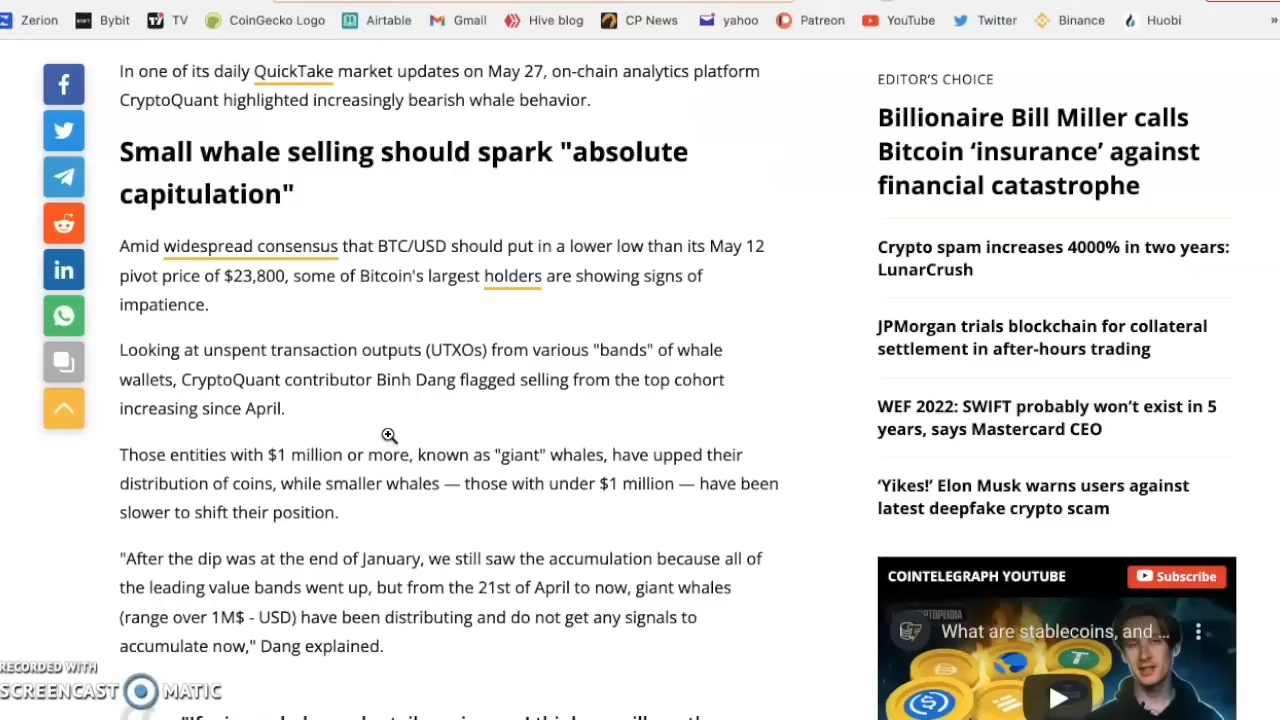 Zerion Bybit TV CoinGecko Logo Airtable Gmail Hive blog CP News yahoo Patreon YouTube Twitter Binance Huobi »
In one of its daily QuickTake market updates on May 27, on-chain analytics platform
CryptoQuant highlighted increasingly bearish whale behavior.
Small whale selling should spark "absolute
capitulation"
Amid widespread consensus that BTC/USD should put in a lower low than its May 12
pivot price of $23,800, some of Bitcoin's largest holders are showing signs of
impatience.
Looking at unspent transaction outputs (UTXOs) from various "bands" of whale
wallets, CryptoQuant contributor Binh Dang flagged selling from the top cohort
increasing since April.
Those entities with $1 million or more, known as "giant" whales, have upped their
distribution of coins, while smaller whales — those with under $1 million — have been
slower to shift their position.
"After the dip was at the end of January, we still saw the accumulation because all of
the leading value bands went up, but from the 21st of April to now, giant whales
(range over 1M$ - USD) have been distributing and do not get any signals to
accumulate now," Dang explained.
EDITOR'S CHOICE
Billionaire Bill Miller calls
Bitcoin ‘insurance’ against
financial catastrophe
Crypto spam increases 4000% in two years:
LunarCrush
JPMorgan trials blockchain for collateral
settlement in after-hours trading
WEF 2022: SWIFT probably won’t exist in 5
years, says Mastercard CEO
‘Yikes!’ Elon Musk warns users against
latest deepfake crypto scam
COINTELEGRAPH YOUTUBE Subscribe
What are stablecoins, and ...
RECORDED WITH
SCREENCAST MATIC